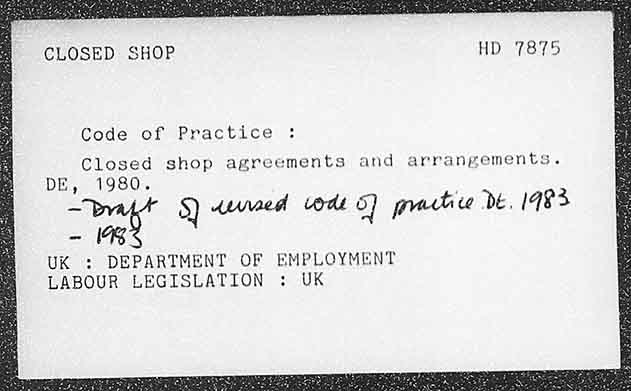 CLOSED SHOP HD 7875
Code of Practice :
Closed shop agreements and arrangements.
DE, 1980.
- Draft of revised code of practice DE. 1983
- 1983
UK : DEPARTMENT OF EMPLOYMENT
LABOUR LEGISLATION : UK